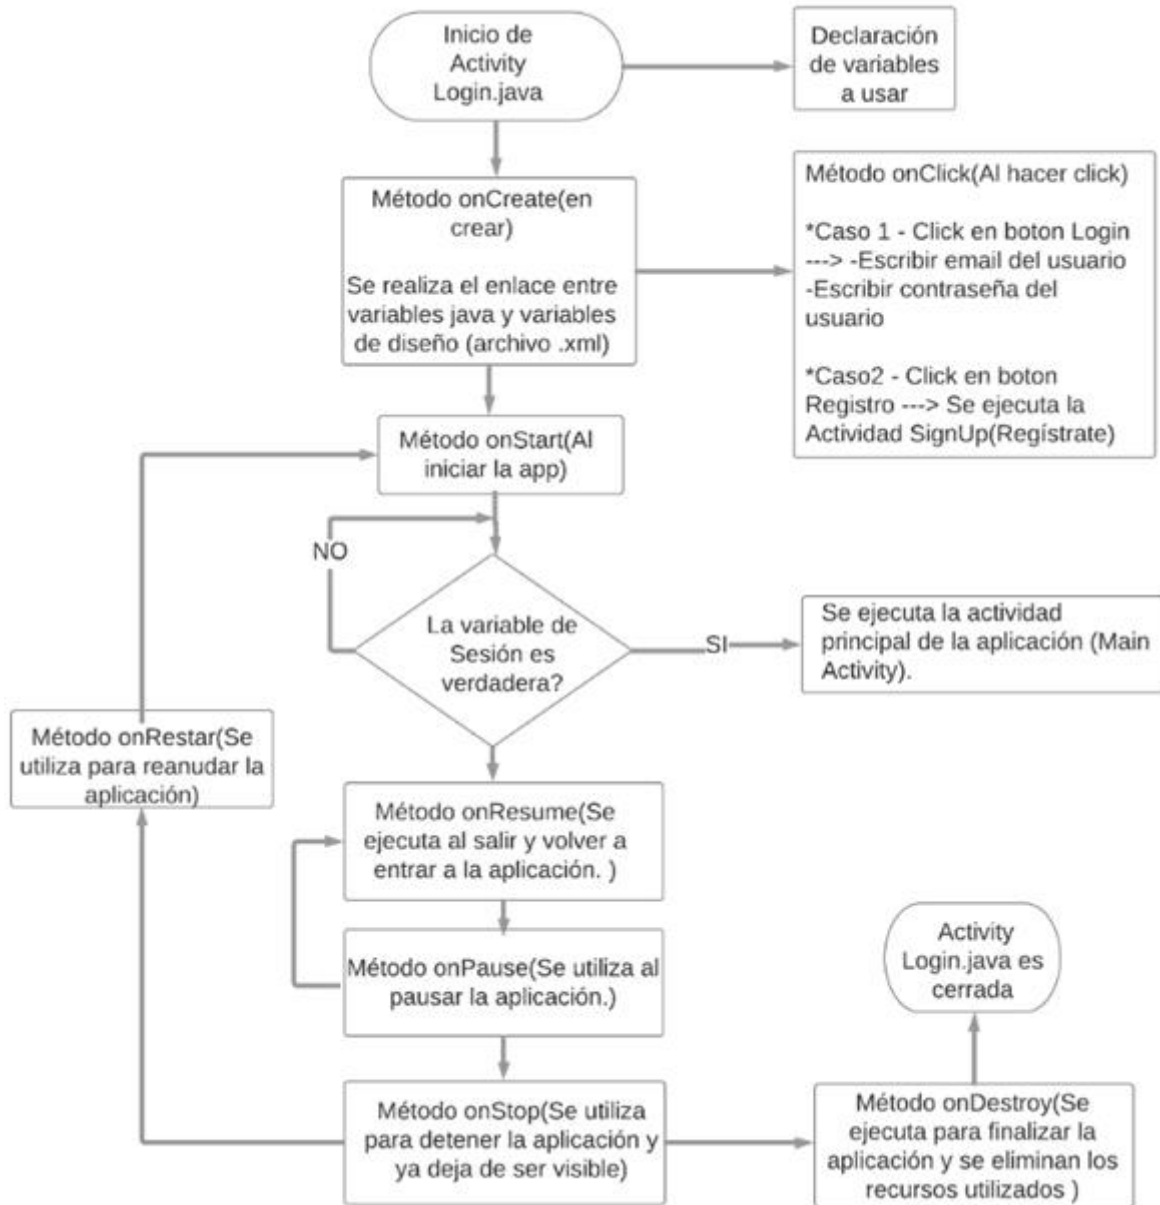 Inicio de
Activity
Login.java
Declaración
de variables
a usar
Método onCreate(en
crear)
Se realiza el enlace entre
variables java y variables
de diseño (archivo .xml)
Método onClick(Al hacer click)
*Caso 1 - Click en boton Login
---> -Escribir email del usuario
-Escribir contraseña del
usuario
*Caso2 - Click en boton
Registro ---> Se ejecuta la
Actividad SignUp(Regístrate)
Método onStart(Al
iniciar la app)
NO
La variable de
Sesión es
verdadera?
SI
Se ejecuta la actividad
principal de la aplicación (Main
Activity).
Método onRestar(Se
utiliza para reanudar la
aplicación)
Método onResume(Se
ejecuta al salir y volver a
entrar a la aplicación. )
Método onPause(Se utiliza al
pausar la aplicación.)
Activity
Login.java es
cerrada
Método onStop(Se utiliza
para detener la aplicación y
ya deja de ser visible)
Método onDestroy(Se
ejecuta para finalizar la
aplicación y se eliminan los
recursos utilizados )